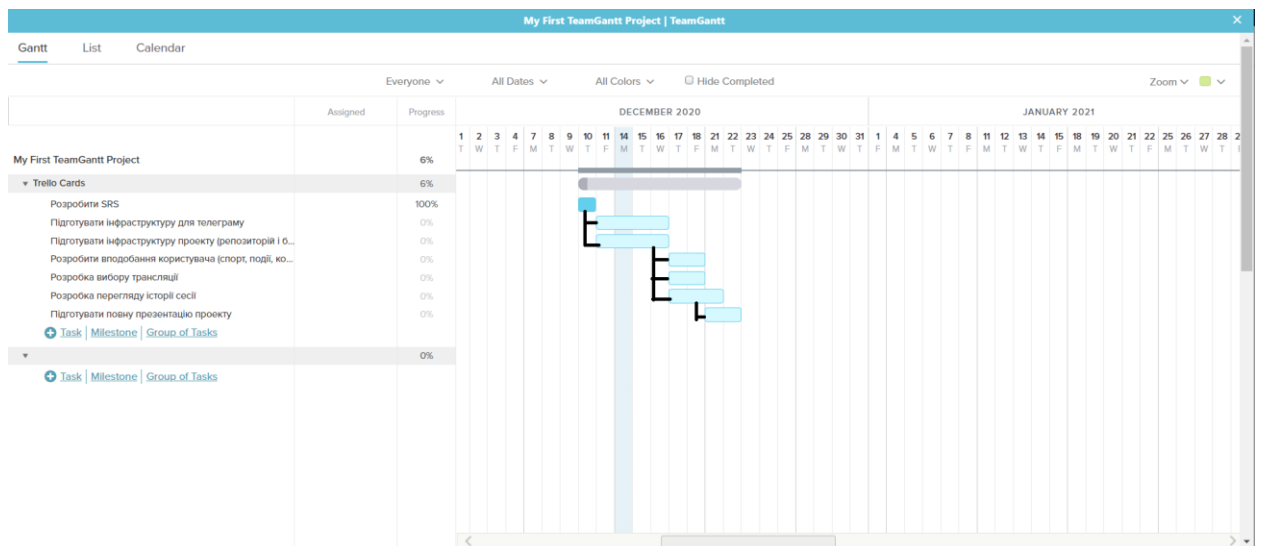 My First TeamGantt Project | TeamGantt ×
Gantt List Calendar
Everyone All Dates All Colors Hide Completed Zoom
Assigned Progress DECEMBER 2020 JANUARY 2021
1 2 3 4 7 8 9 10 11 14 15 16 17 18 21 22 23 24 25 28 29 30 31 1 4 5 6 7 8 11 12 13 14 15 18 19 20 21 22 25 26 27 28 2
T W T F M T W T F M T W T F M T W T F M T W T F M T W T F M T W T F M T W T F M T W T
My First TeamGantt Project 6%
Trello Cards 6%
Розробити SRS 100%
Підготувати інфраструктуру для телеграму 0%
Підготувати інфраструктуру проекту (репозиторій і б... 0%
Розробити вподобання користувача (спорт, події, ко... 0%
Розробка вибору трансляції 0%
Розробка перегляду історії сесії 0%
Підготувати повну презентацію проекту 0%
Task | Milestone | Group of Tasks
0%
Task | Milestone | Group of Tasks